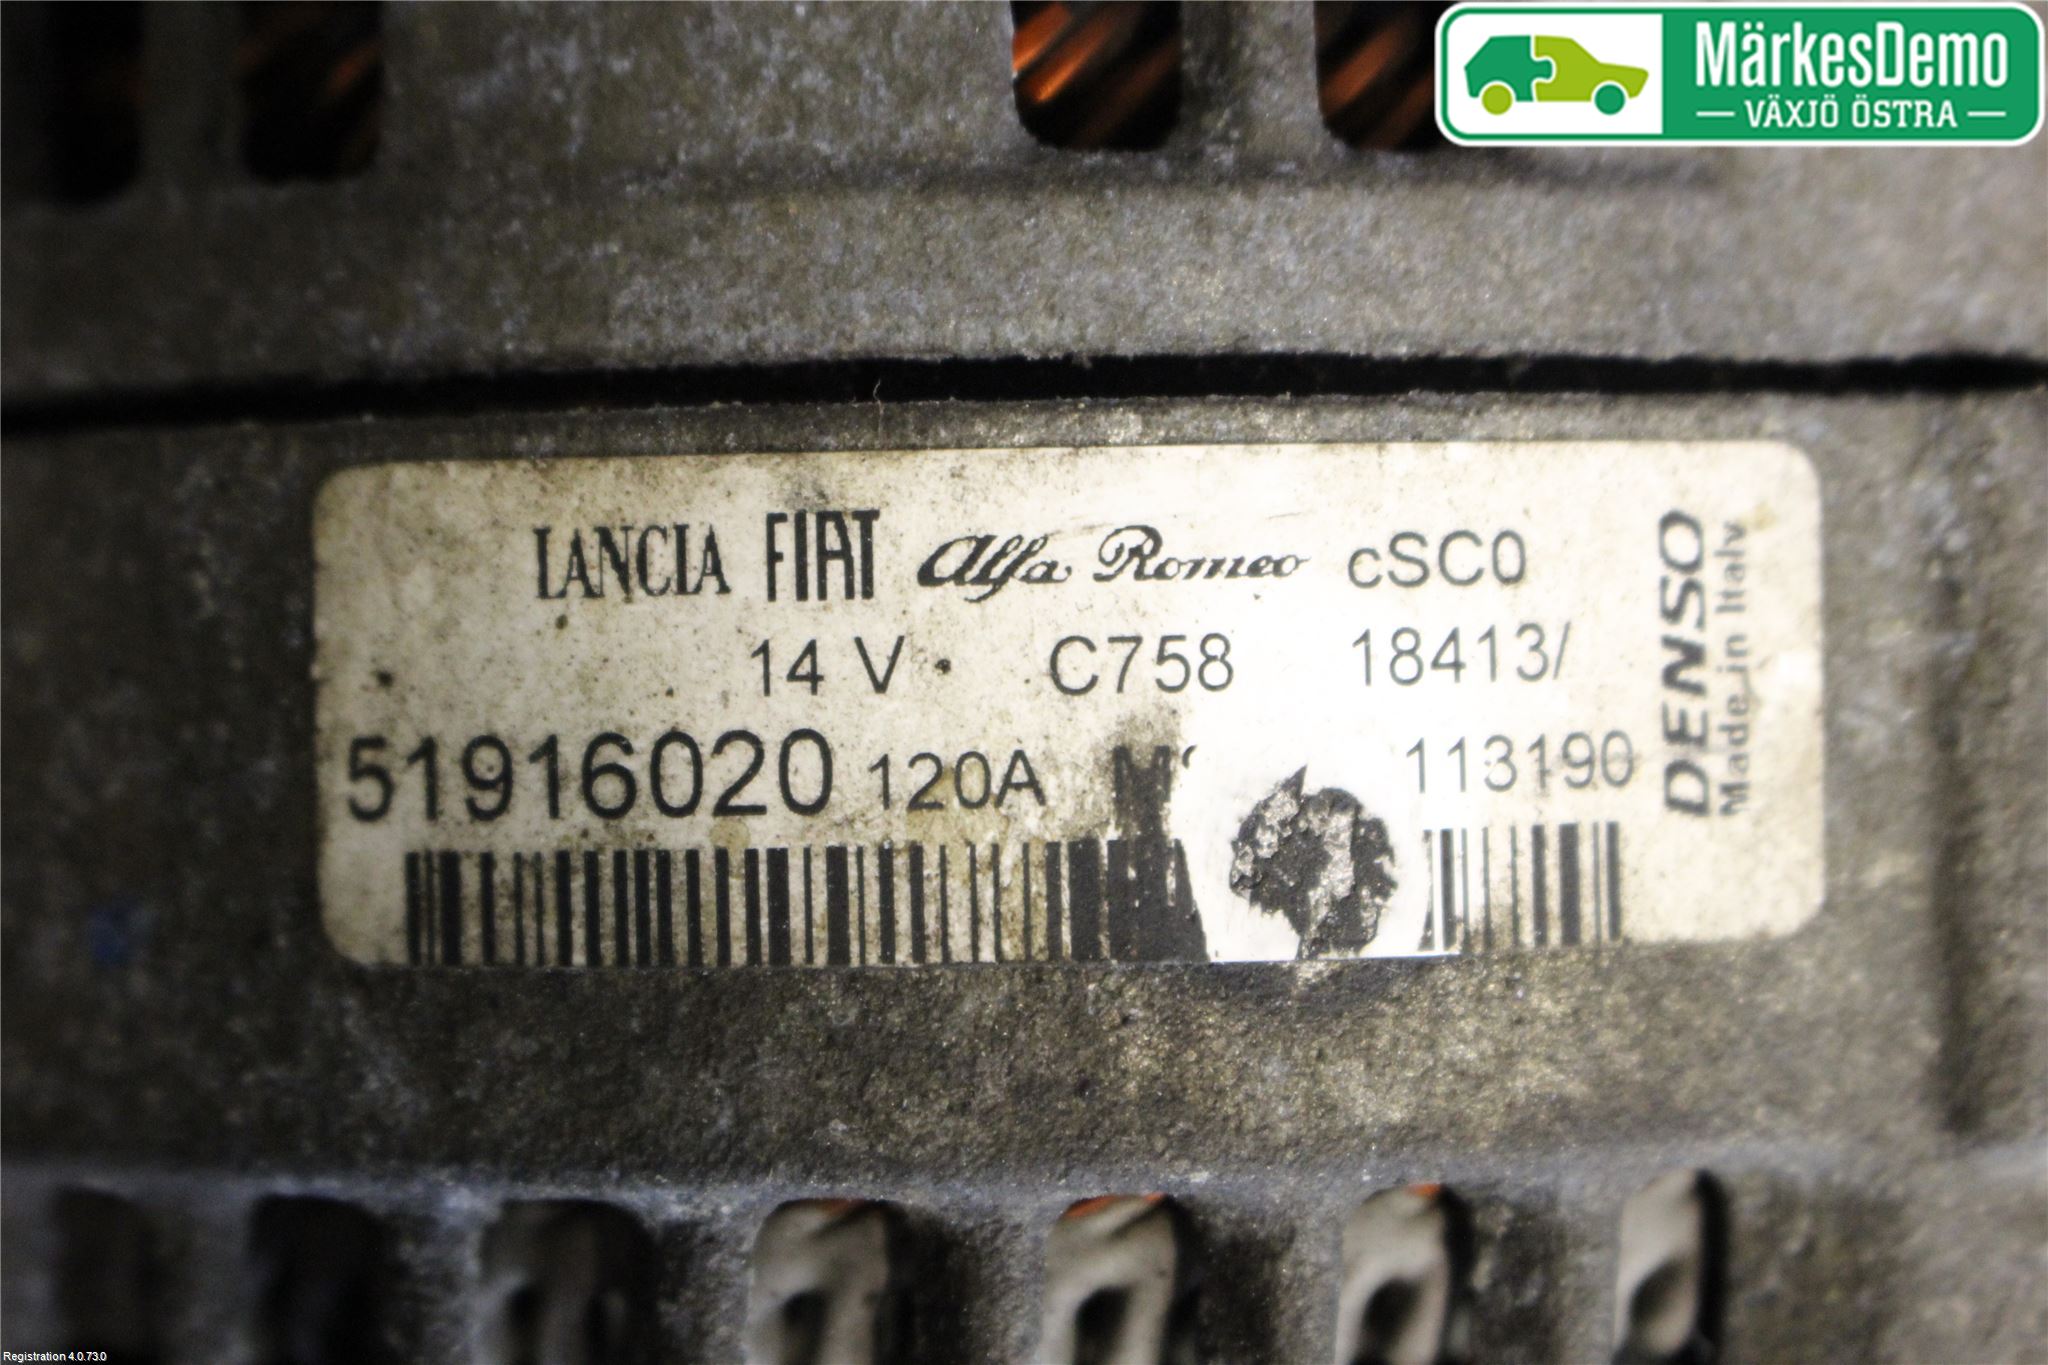 MärkesDemo
VÄXJÖ ÖSTRA
LANCIA FIAT Alfa Romeo cSC0
14 V C758 18413/
51916020 120A 113190
DENSO
Made in Italy
Registration 4.0.73.0